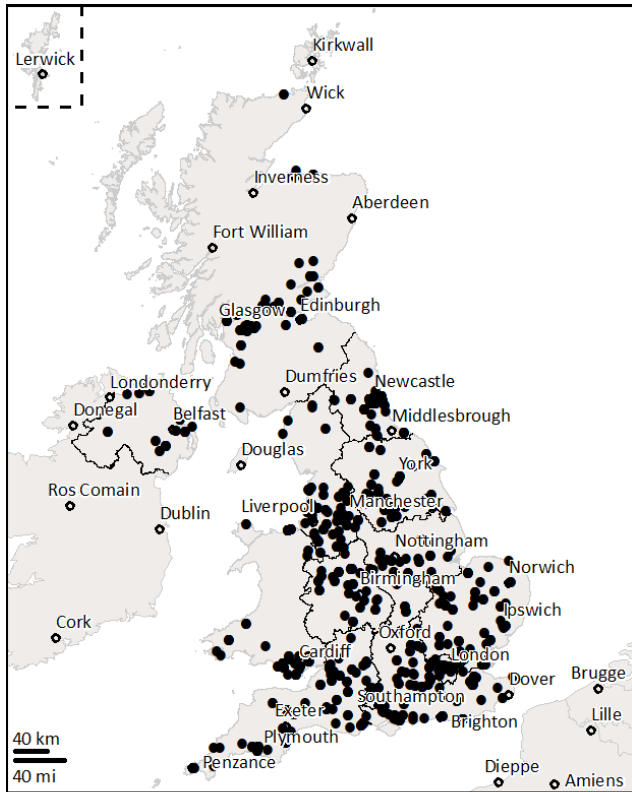 Kirkwall
Lerwick
Wick
Inverness
Aberdeen
Fort William
Glasgow
Edinburgh
Londonderry
Dumfries
Newcastle
Donegal
Belfast
Middlesbrough
Douglas
York
Ros Comain
Liverpool
Manchester
Dublin
Nottingham
Norwich
Birmingham
Ipswich
Cork
Oxford
Cardiff
London
Dover
Brugge
Southampton
Exeter
Brighton
Lille
Plymouth
40 km
40 mi
Penzance
Dieppe
Amiens